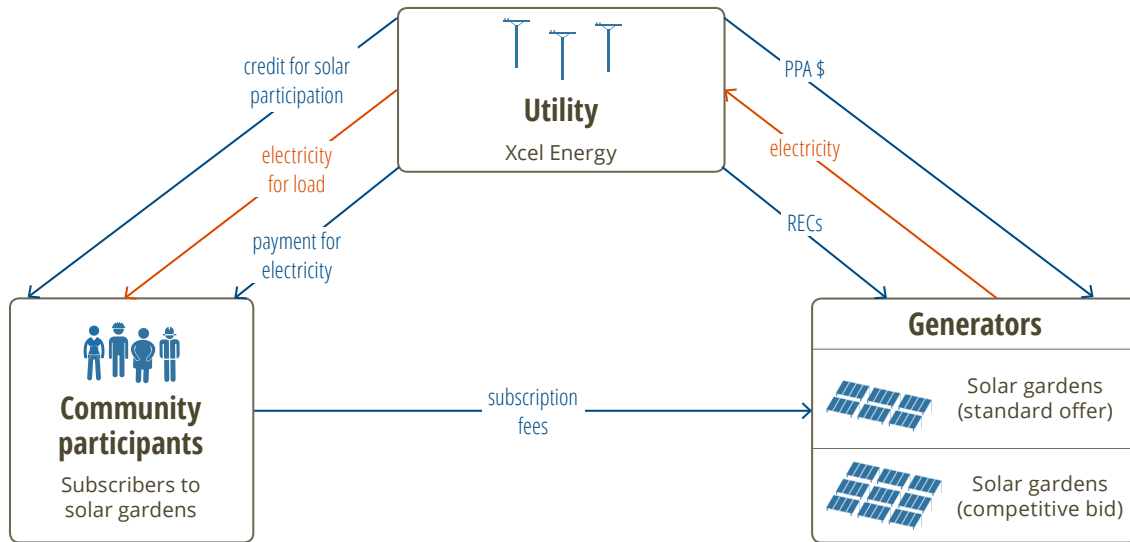 credit for solar
participation
PPA $
Utility
Xcel Energy
electricity
for load
electricity
payment for
electricity
RECs
Community
participants
Subscribers to
solar gardens
subscription
fees
Generators
Solar gardens
(standard offer)
Solar gardens
(competitive bid)